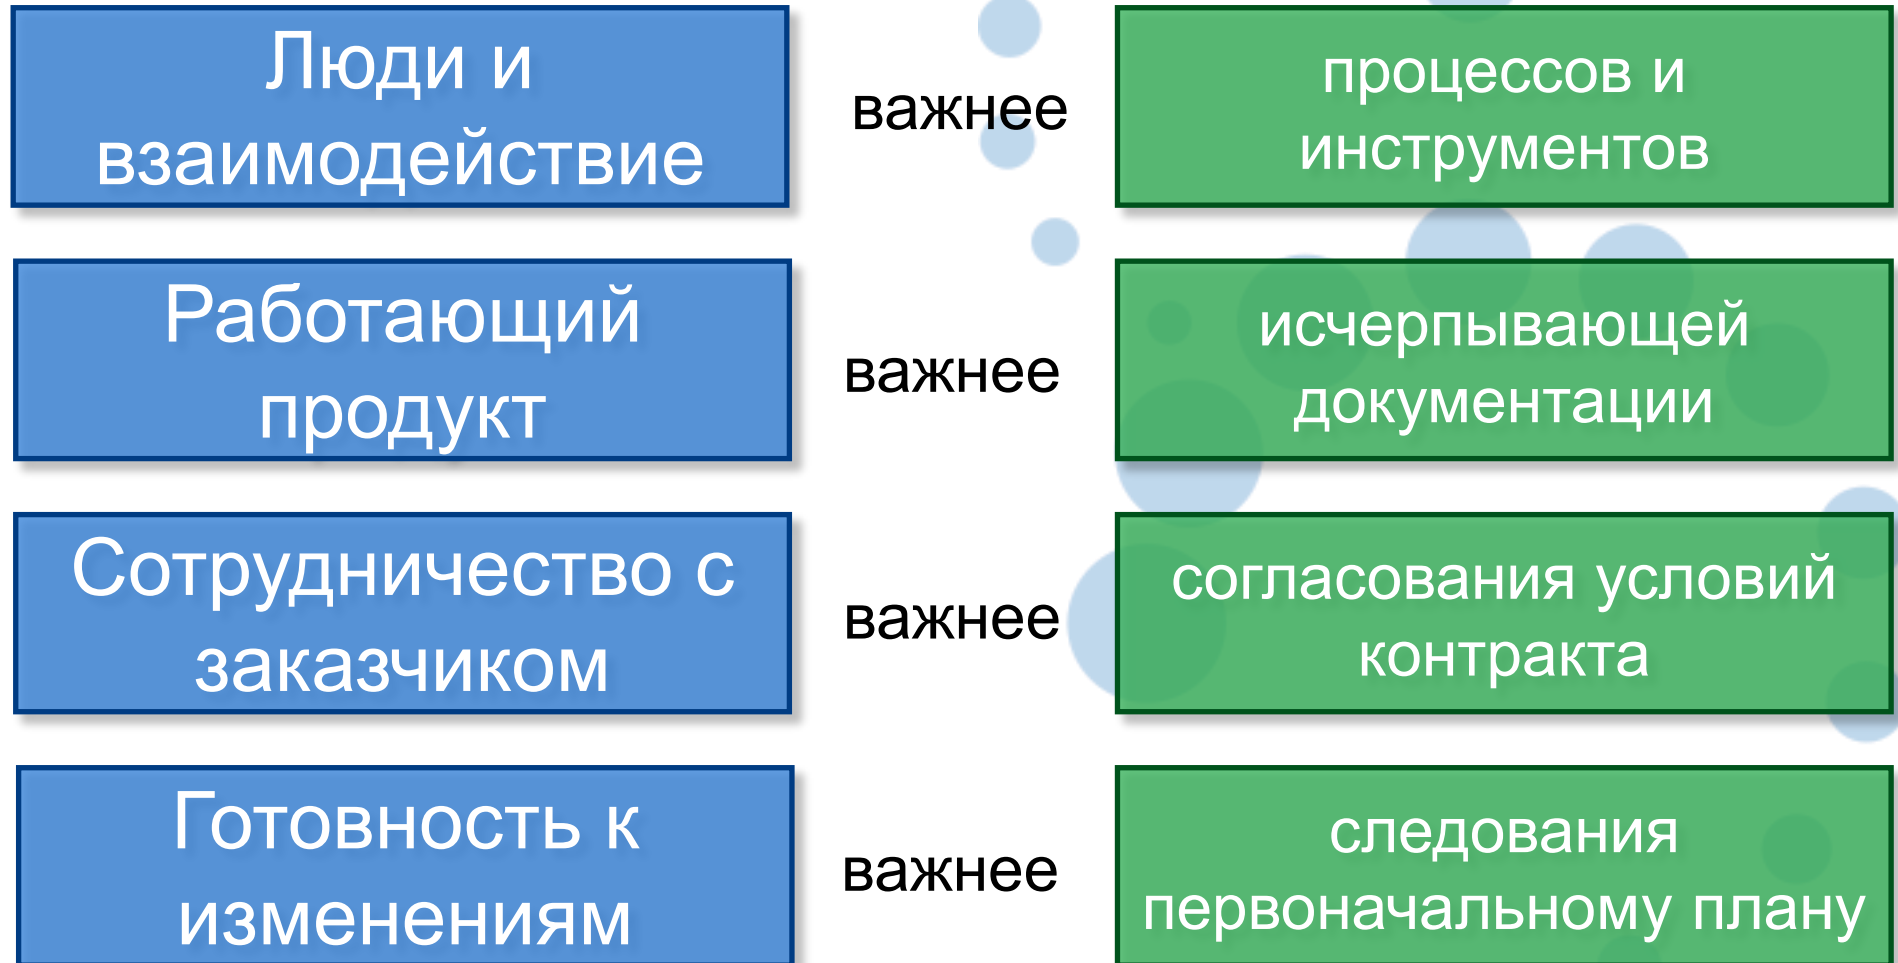 Люди и
взаимодействие
важнее
процессов и
инструментов
Работающий
продукт
важнее
исчерпывающей
документации
Сотрудничество с
заказчиком
важнее
согласования условий
контракта
Готовность к
изменениям
важнее
следования
первоначальному плану